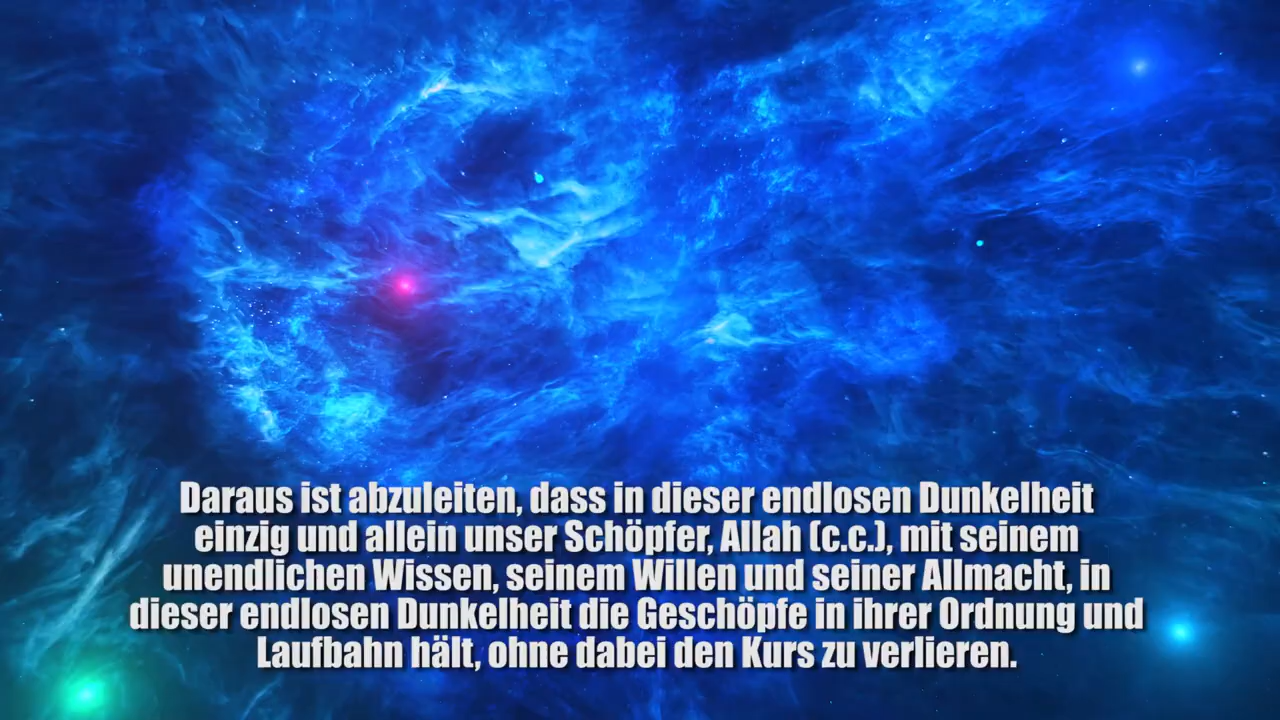 Daraus ist abzuleiten, dass in dieser endlosen Dunkelheit
einzig und allein unser Schöpfer, Allah (c.c.), mit seinem
unendlichen Wissen, seinem Willen und seiner Allmacht, in
dieser endlosen Dunkelheit die Geschöpfe in ihrer Ordnung und
Laufbahn hält, ohne dabei den Kurs zu verlieren.